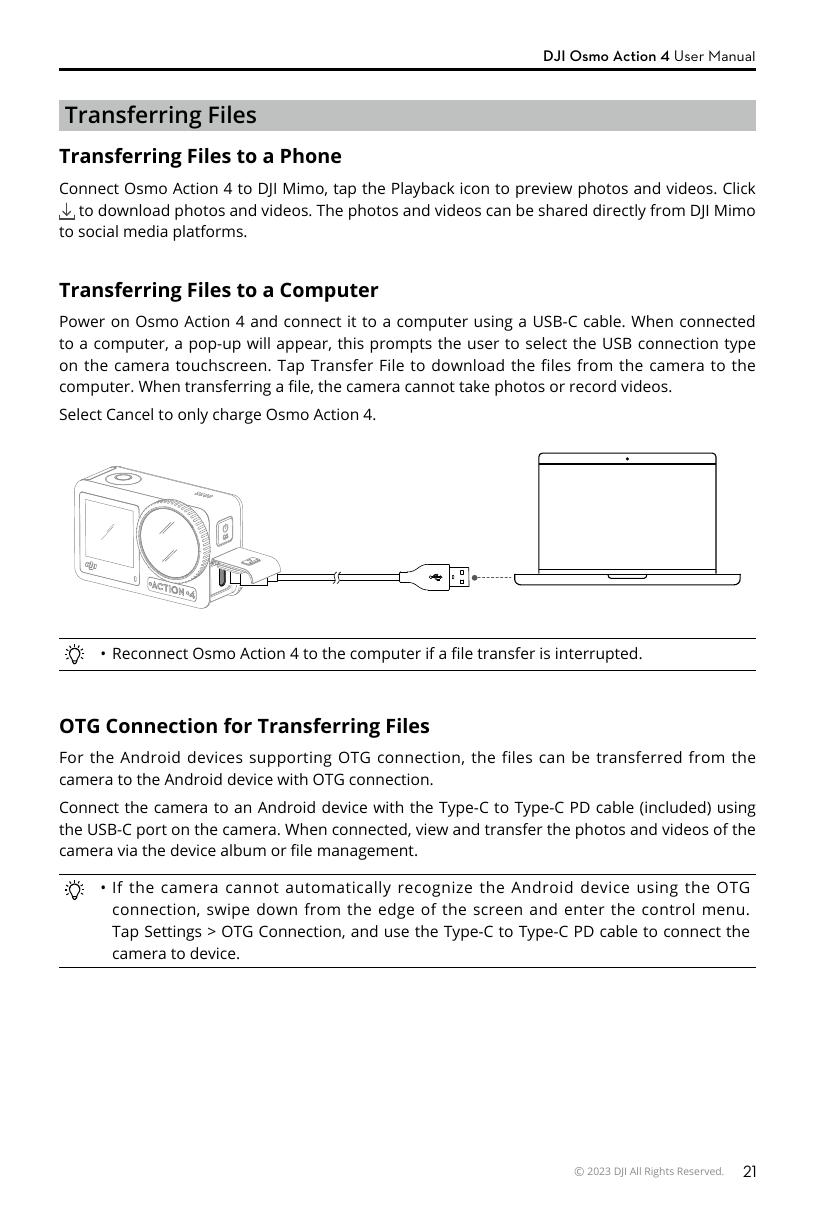 DJI Osmo Action 4 User Manual
Transferring Files
Transferring Files to a Phone
Connect Osmo Action 4 to DJI Mimo, tap the Playback icon to preview photos and videos. Click
to download photos and videos. The photos and videos can be shared directly from DJI Mimo
to social media platforms.
Transferring Files to a Computer
Power on Osmo Action 4 and connect it to a computer using a USB-C cable. When connected
to a computer, a pop-up will appear, this prompts the user to select the USB connection type
on the camera touchscreen. Tap Transfer File to download the files from the camera to the
computer. When transferring a file, the camera cannot take photos or record videos.
Select Cancel to only charge Osmo Action 4.
dji
ACTION 4
• Reconnect Osmo Action 4 to the computer if a file transfer is interrupted.
OTG Connection for Transferring Files
For the Android devices supporting OTG connection, the files can be transferred from the
camera to the Android device with OTG connection.
Connect the camera to an Android device with the Type-C to Type-C PD cable (included) using
the USB-C port on the camera. When connected, view and transfer the photos and videos of the
camera via the device album or file management.
• If the camera cannot automatically recognize the Android device using the OTG
connection, swipe down from the edge of the screen and enter the control menu.
Tap Settings > OTG Connection, and use the Type-C to Type-C PD cable to connect the
camera to device.
© 2023 DJI All Rights Reserved. 21